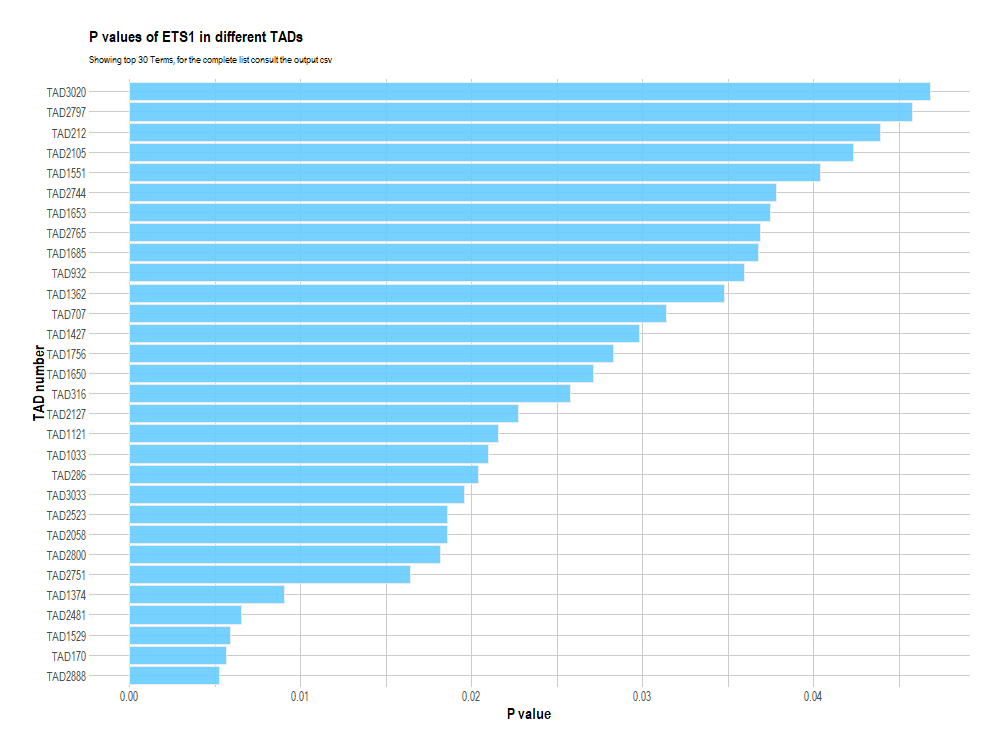 P values of ETS1 in different TADs
Showing top 30 Terms, for the complete list consult the output csv
TAD number
TAD3020
TAD2797
TAD212
TAD2105
TAD1551
TAD2744
TAD1653
TAD2765
TAD1685
TAD932
TAD1362
TAD707
TAD1427
TAD1756
TAD1650
TAD316
TAD2127
TAD1121
TAD1033
TAD286
TAD3033
TAD2523
TAD2058
TAD2800
TAD2751
TAD1374
TAD2481
TAD1529
TAD170
TAD2888
0.00 0.01 0.02 0.03 0.04
P value